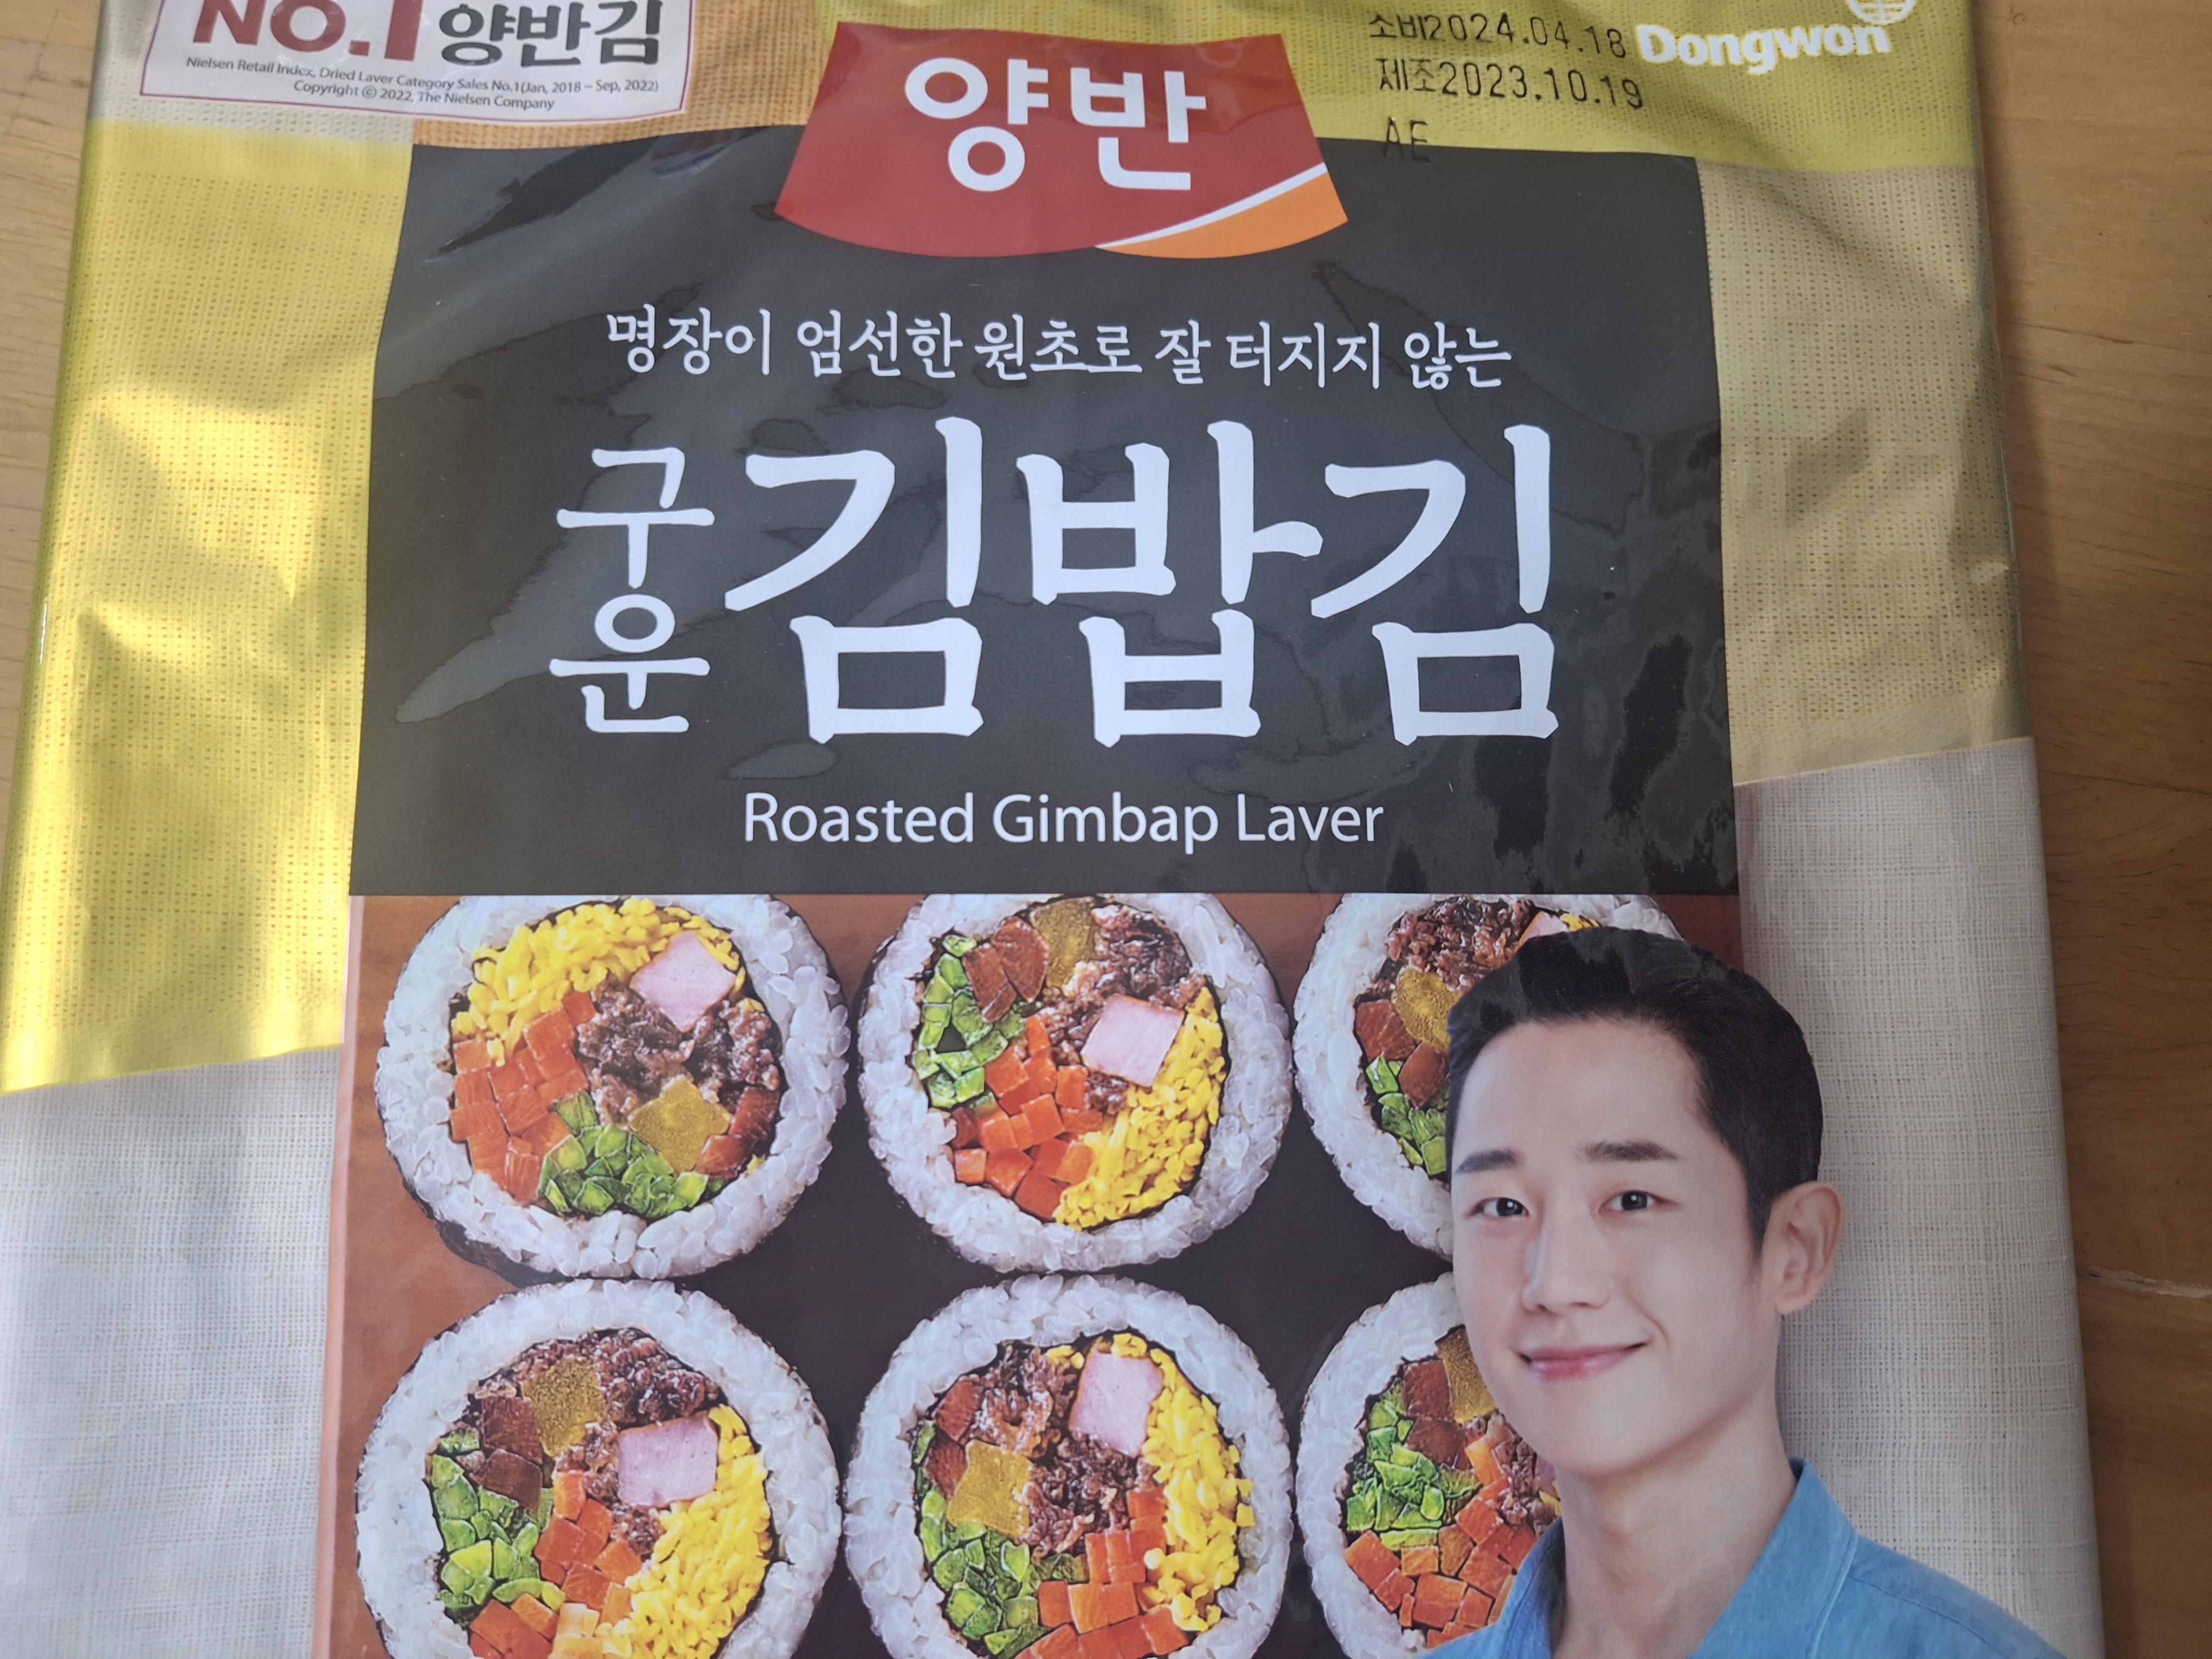 NO.1 양반김
Nielsen Retail Index, Dried Laver Category Sales No.1(Jan, 2018 – Sep, 2022)
Copyright ⓒ 2022, The Nielsen Company
소비2024.04.18
제조2023.10.19
AE
Dongwon
양반
명장이 엄선한 원초로 잘 터지지 않는
구운 김밥김
Roasted Gimbap Laver